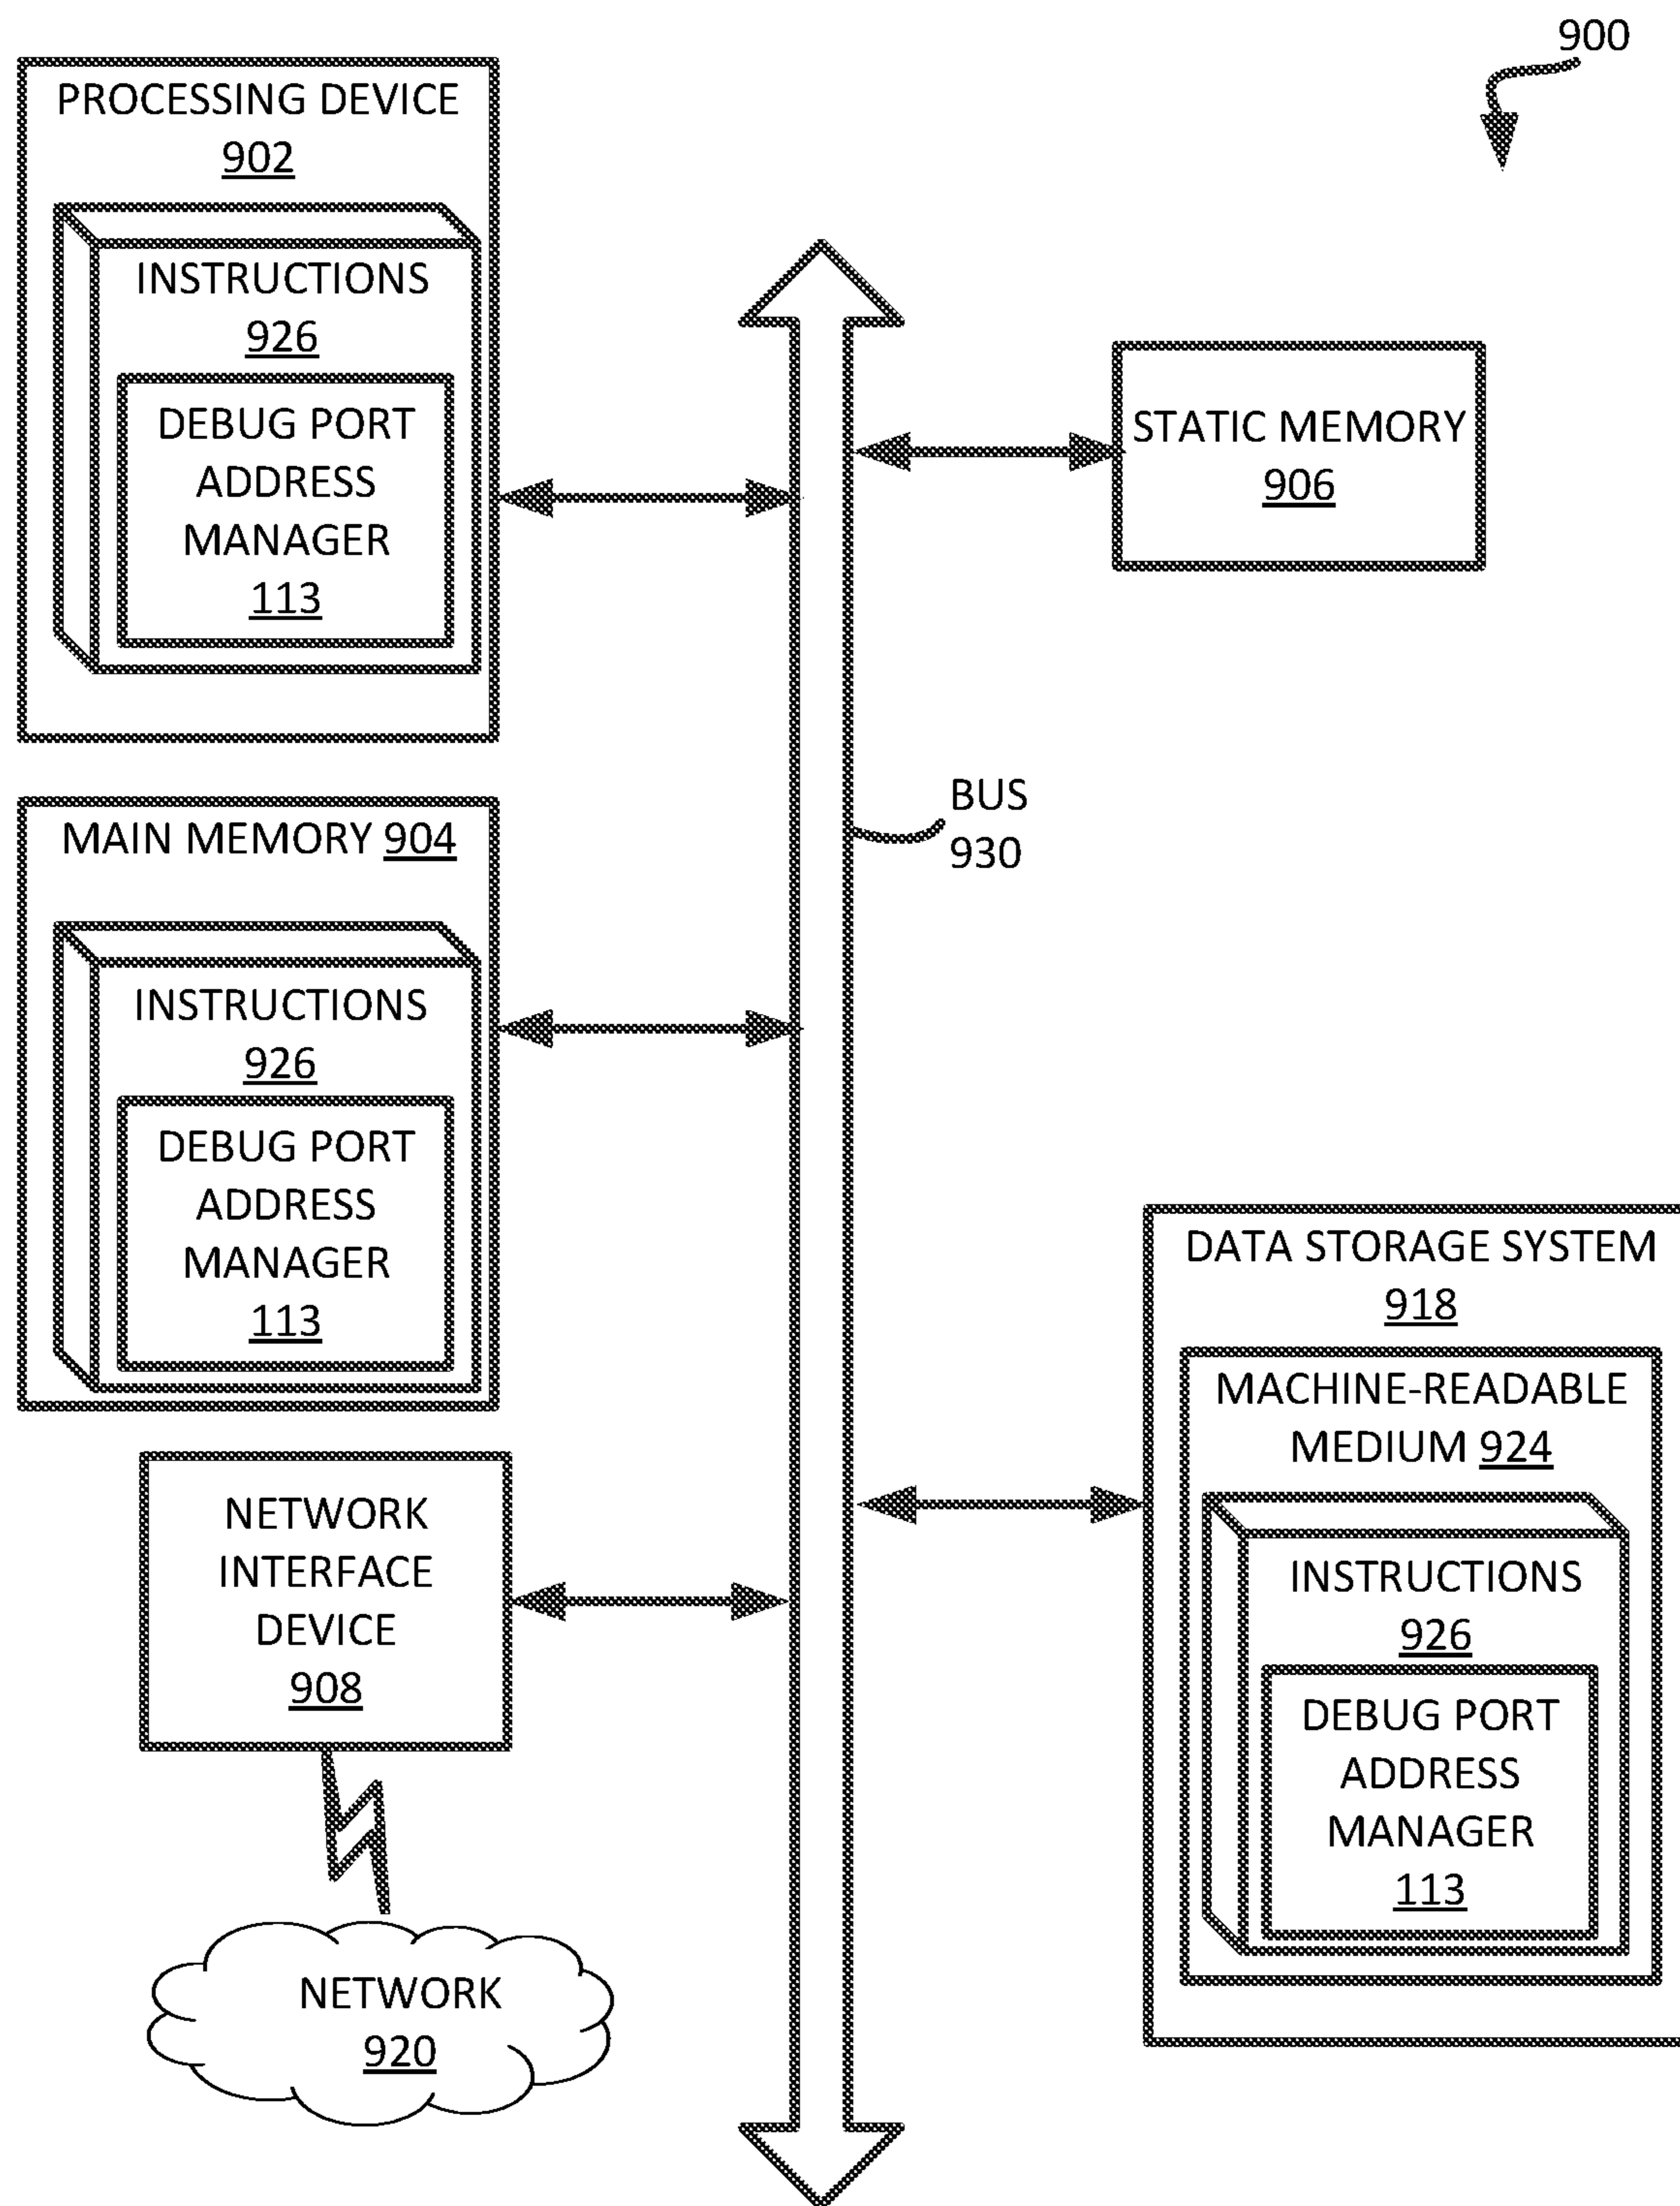 900
PROCESSING DEVICE
902
INSTRUCTIONS
926
DEBUG PORT
ADDRESS
MANAGER
113
STATIC MEMORY
906
BUS
930
MAIN MEMORY 904
INSTRUCTIONS
926
DEBUG PORT
ADDRESS
MANAGER
113
NETWORK
INTERFACE
DEVICE
908
NETWORK
920
DATA STORAGE SYSTEM
918
MACHINE-READABLE
MEDIUM 924
INSTRUCTIONS
926
DEBUG PORT
ADDRESS
MANAGER
113